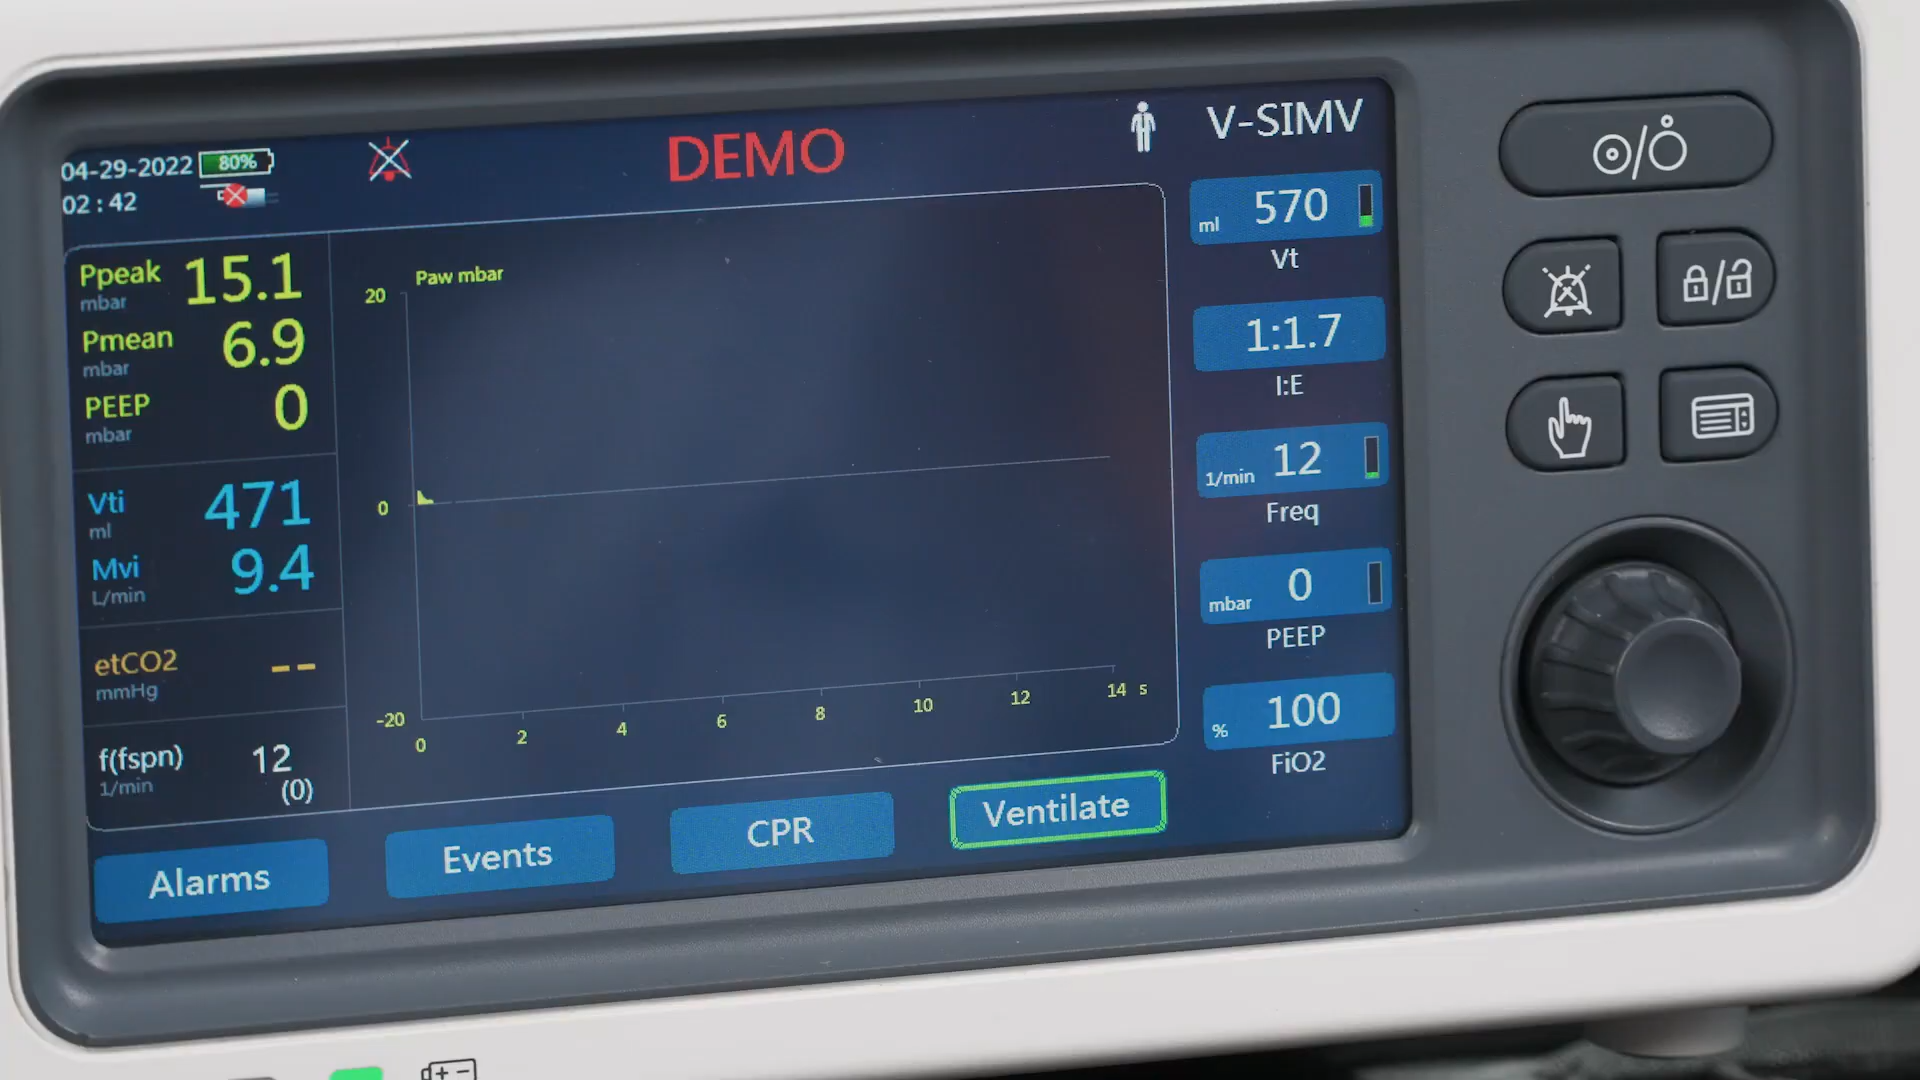 04-29-2022 80%
02 : 42
DEMO
V-SIMV
Ppeak 15.1
mbar
Pmean 6.9
mbar
PEEP 0
mbar
Vti 471
ml
Mvi 9.4
L/min
etCO2 --
mmHg
f(fspn) 12
1/min (0)
Paw mbar
20
0
-20
0 2 4 6 8 10 12 14 s
ml 570
Vt
1:1.7
I:E
1/min 12
Freq
mbar 0
PEEP
% 100
FiO2
Alarms Events CPR Ventilate